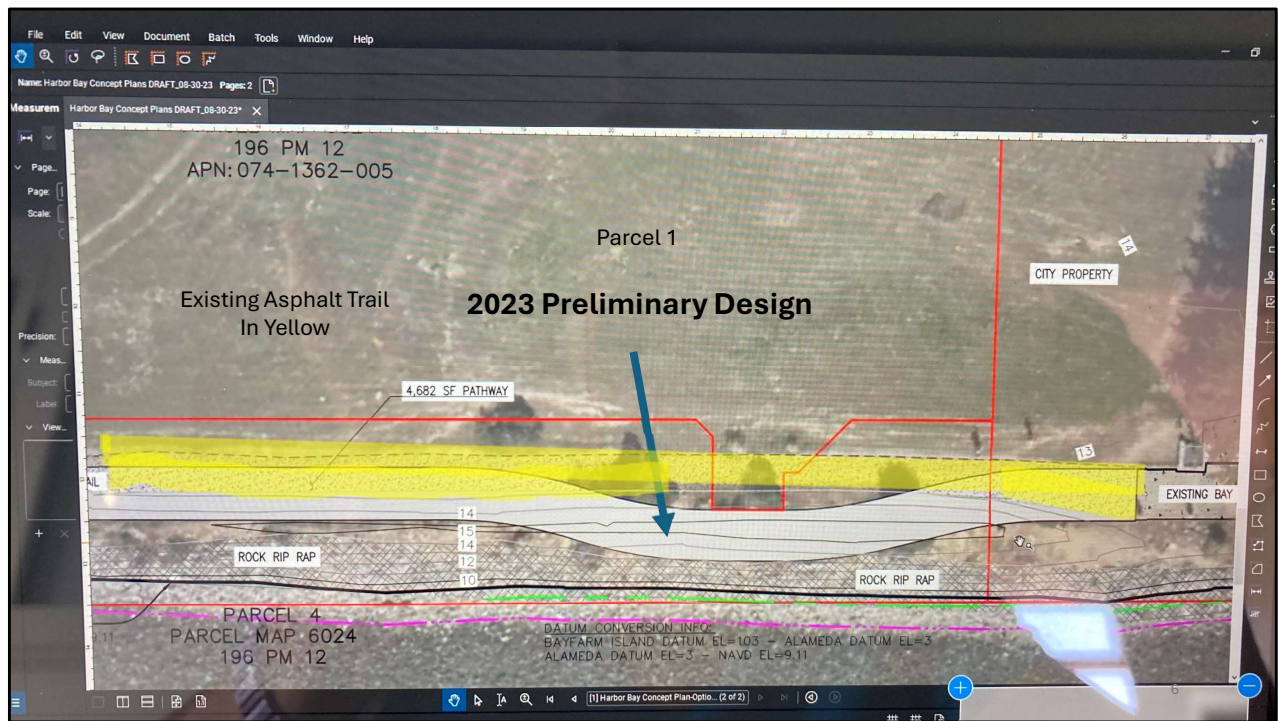 File Edit View Document Batch Tools Window Help
Name: Harbor Bay Concept Plans DRAFT_08-30-23 Pages: 2
Measurem
Harbor Bay Concept Plans DRAFT_08-30-23*
Page...
Page:
Scale:
Precision:
Meas...
Subject:
Label:
View...
196 PM 12
APN: 074-1362-005
Parcel 1
14
CITY PROPERTY
Existing Asphalt Trail
In Yellow
2023 Preliminary Design
4,682 SF PATHWAY
13
AIL
EXISTING BAY
14
15
14
12
10
ROCK RIP RAP
ROCK RIP RAP
9.11
PARCEL 4
PARCEL MAP 6024
196 PM 12
DATUM CONVERSION INFO:
BAYFARM ISLAND DATUM EL=103 - ALAMEDA DATUM EL=3
ALAMEDA DATUM EL=3 - NAVD EL=9.11
[1] Harbor Bay Concept Plan-Optio... (2 of 2)
6